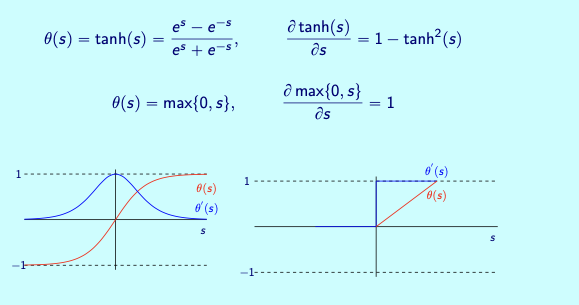 θ(s) = tanh(s) = (e^s − e^{−s}) / (e^s + e^{−s}), ∂ tanh(s) / ∂s = 1 − tanh²(s)
θ(s) = max{0, s}, ∂ max{0, s} / ∂s = 1
1
θ(s)
θ′(s)
s
−1
1
θ′(s)
θ(s)
s
−1